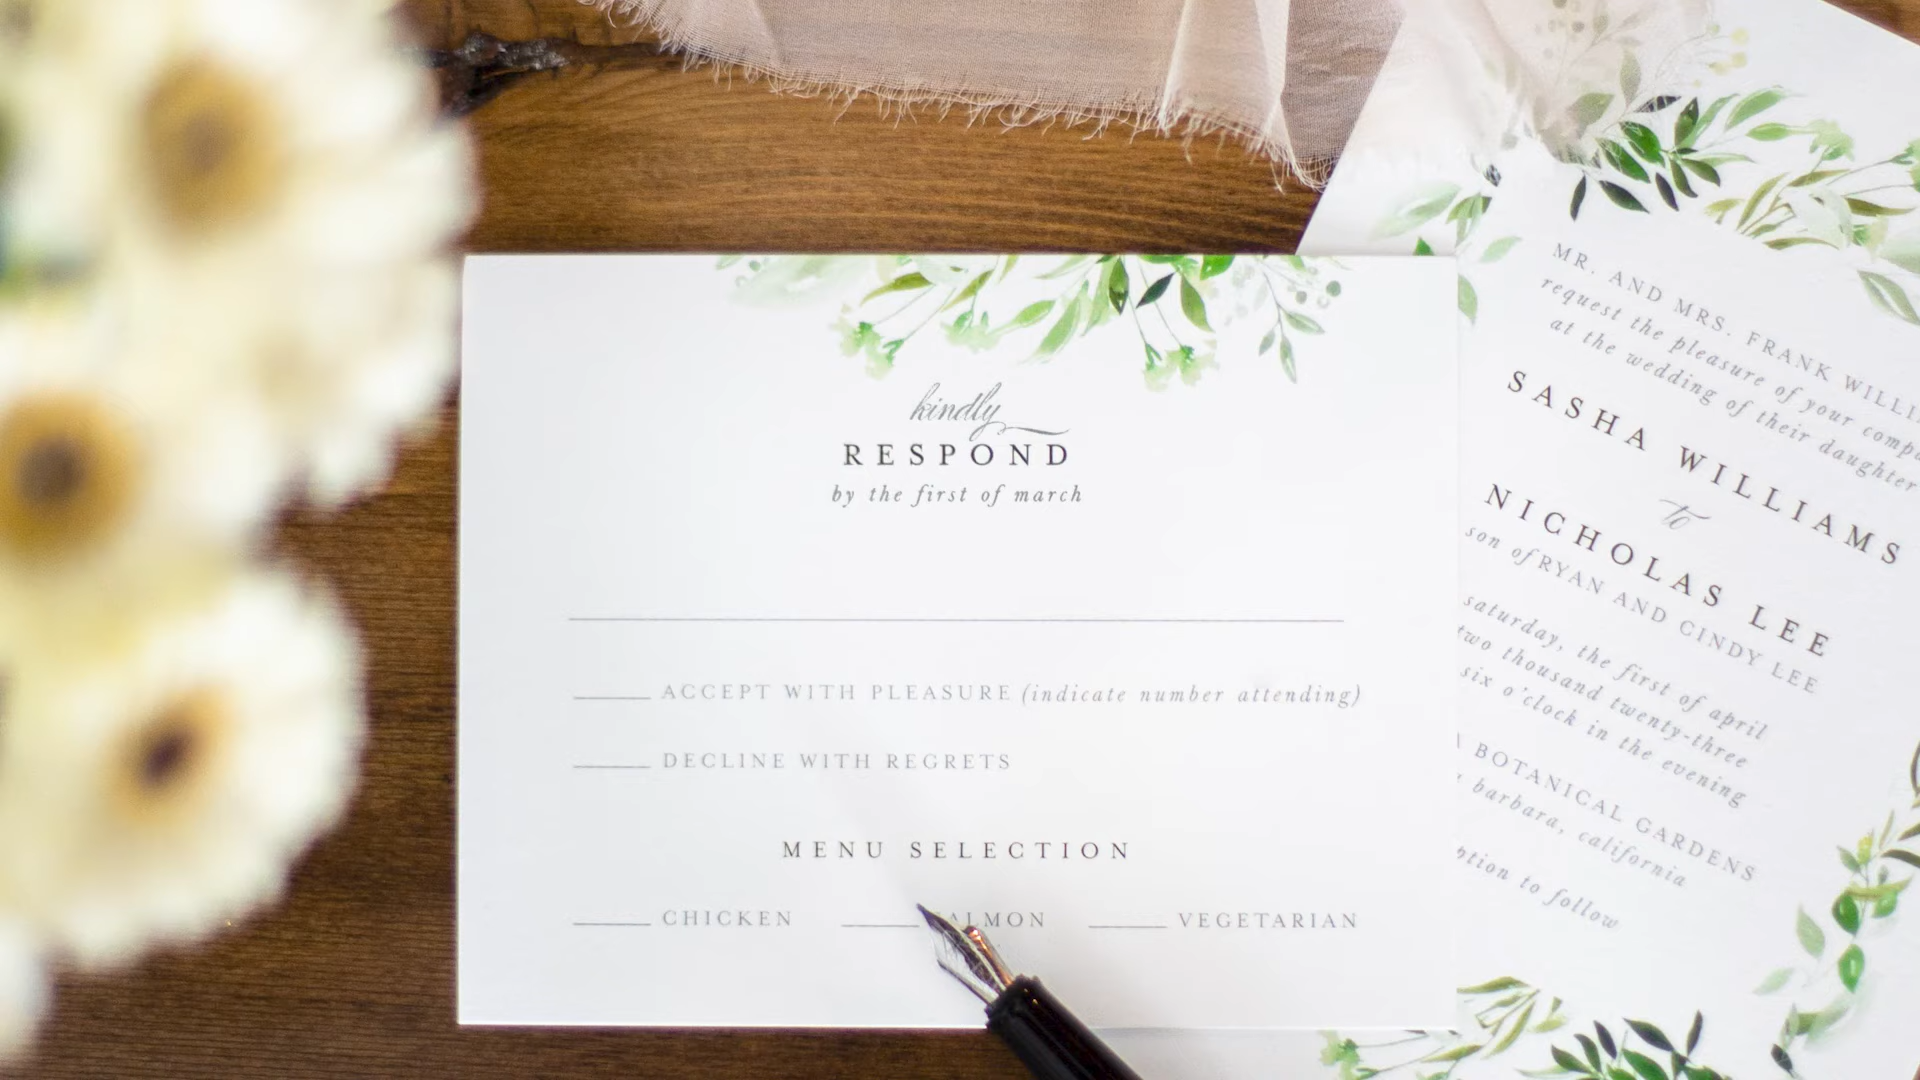 kindly
RESPOND
by the first of march
ACCEPT WITH PLEASURE (indicate number attending)
DECLINE WITH REGRETS
MENU SELECTION
CHICKEN ALMON VEGETARIAN
MR. AND MRS. FRANK WILLI
request the pleasure of your comp
at the wedding of their daughter
SASHA WILLIAMS
to
NICHOLAS LEE
son of RYAN AND CINDY LEE
saturday, the first of april
two thousand twenty-three
six o'clock in the evening
BOTANICAL GARDENS
barbara, california
ption to follow